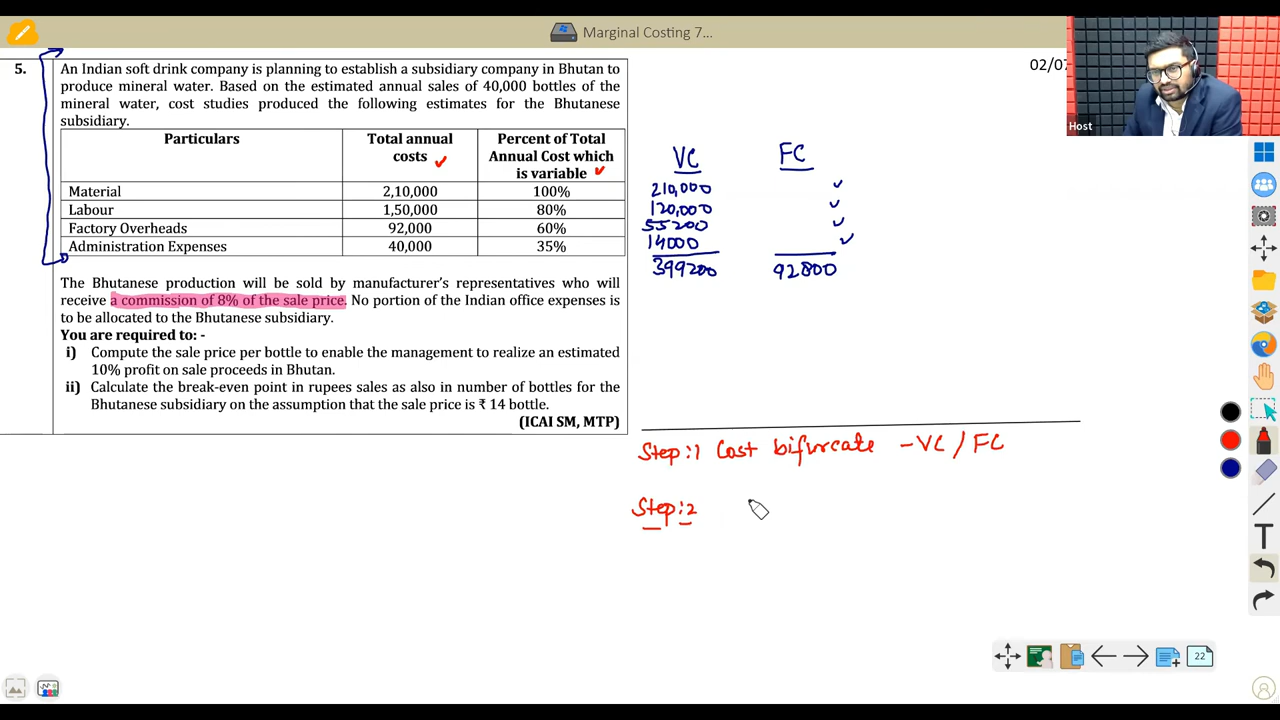 Marginal Costing 7...
02/07
Host
5.
An Indian soft drink company is planning to establish a subsidiary company in Bhutan to
produce mineral water. Based on the estimated annual sales of 40,000 bottles of the
mineral water, cost studies produced the following estimates for the Bhutanese
subsidiary.
Particulars
Total annual costs
Percent of Total Annual Cost which is variable
Material 2,10,000 100%
Labour 1,50,000 80%
Factory Overheads 92,000 60%
Administration Expenses 40,000 35%
The Bhutanese production will be sold by manufacturer's representatives who will
receive a commission of 8% of the sale price. No portion of the Indian office expenses is
to be allocated to the Bhutanese subsidiary.
You are required to: -
i) Compute the sale price per bottle to enable the management to realize an estimated
10% profit on sale proceeds in Bhutan.
ii) Calculate the break-even point in rupees sales as also in number of bottles for the
Bhutanese subsidiary on the assumption that the sale price is ₹ 14 bottle.
(ICAI SM, MTP)
VC FC
210,000
120,000
55200
14000
399200 92800
Step:1 Cost bifurcate - VC / FC
Step:2
22